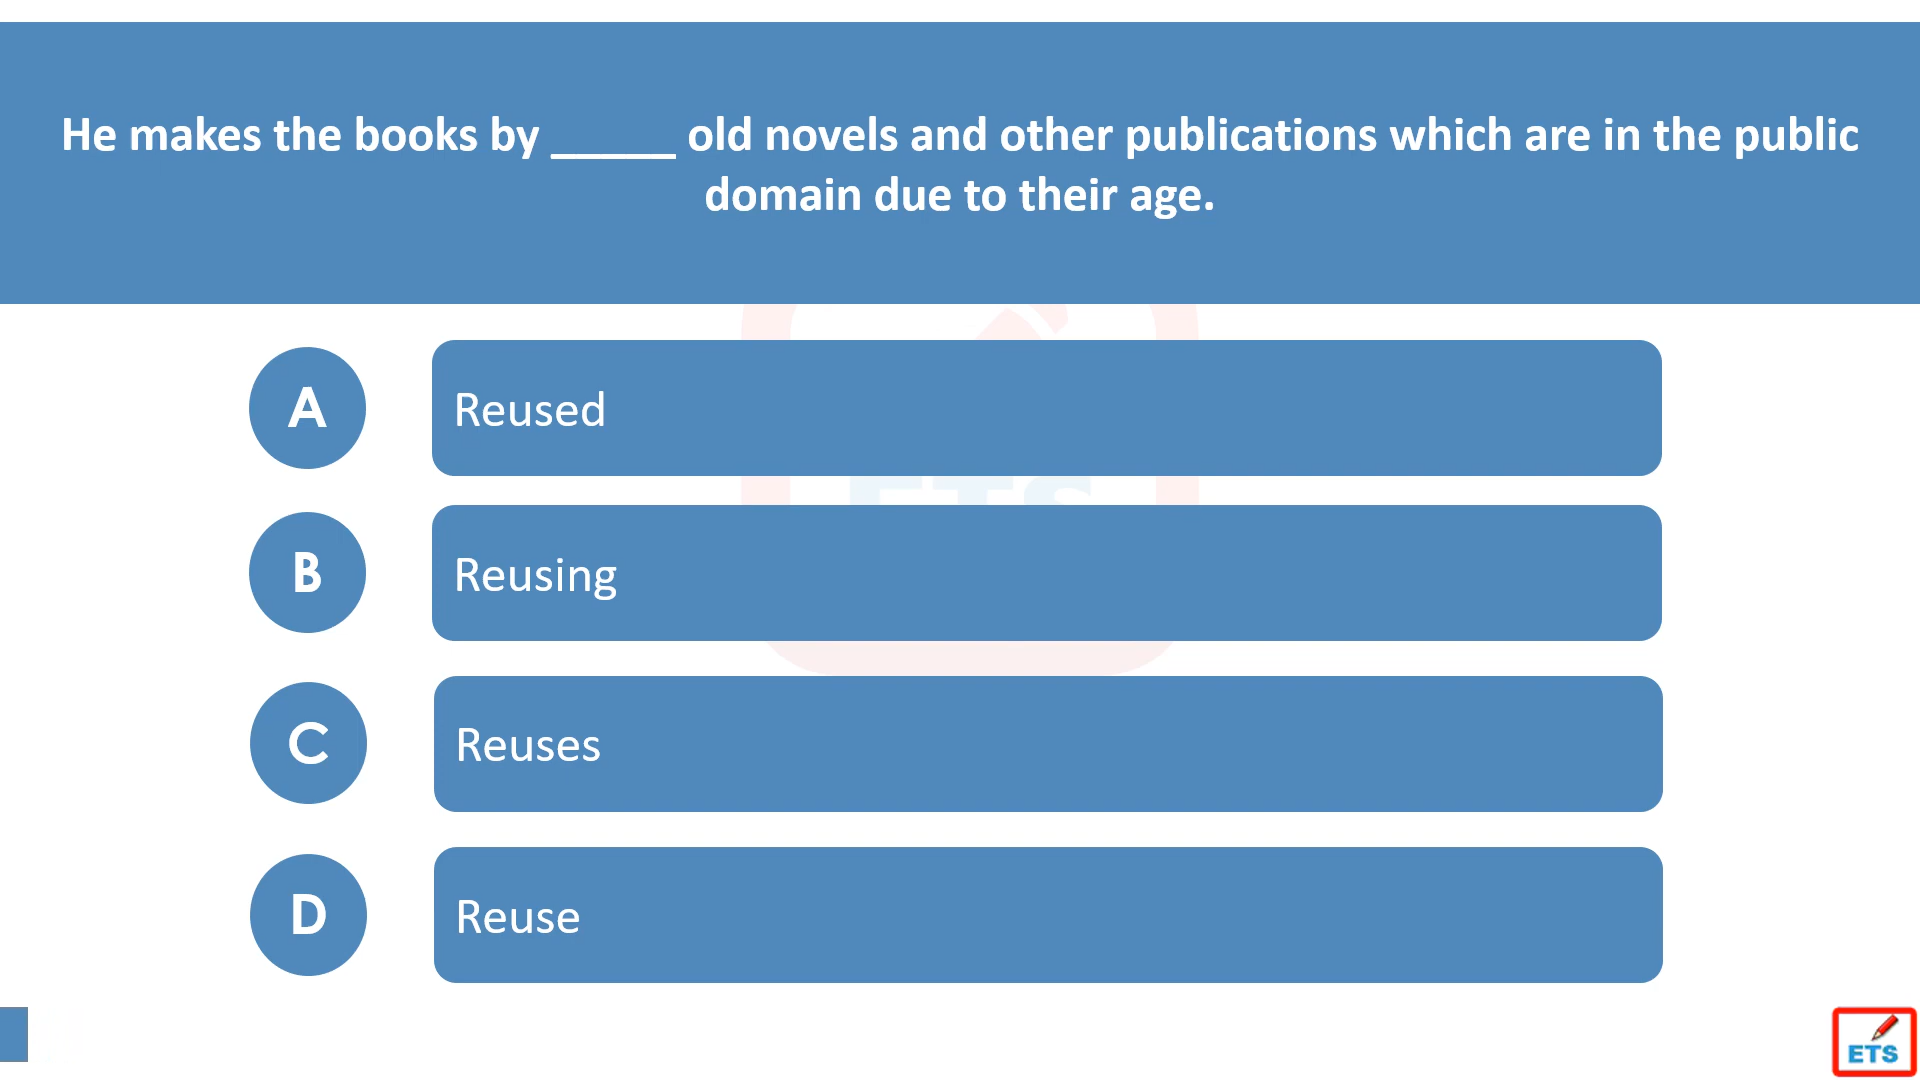 He makes the books by _____ old novels and other publications which are in the public
domain due to their age.
A
Reused
ETS
B
Reusing
C
Reuses
D
Reuse
ETS